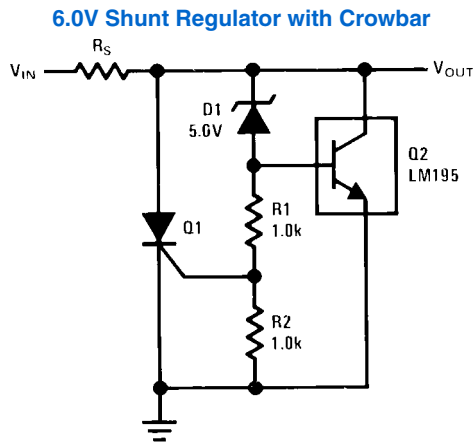 6.0V Shunt Regulator with Crowbar
RS
VIN
VOUT
D1
5.0V
Q2
LM195
R1
1.0k
Q1
R2
1.0k